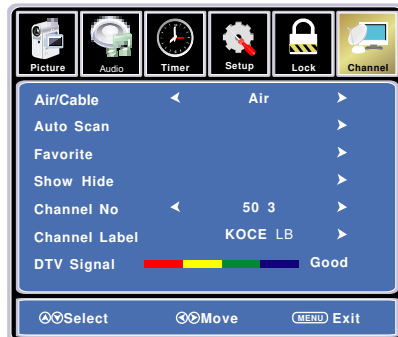 Picture Audio Timer Setup Lock Channel
Air/Cable Air
Auto Scan
Favorite
Show Hide
Channel No 50 3
Channel Label KOCE LB
DTV Signal Good
Select Move MENU Exit